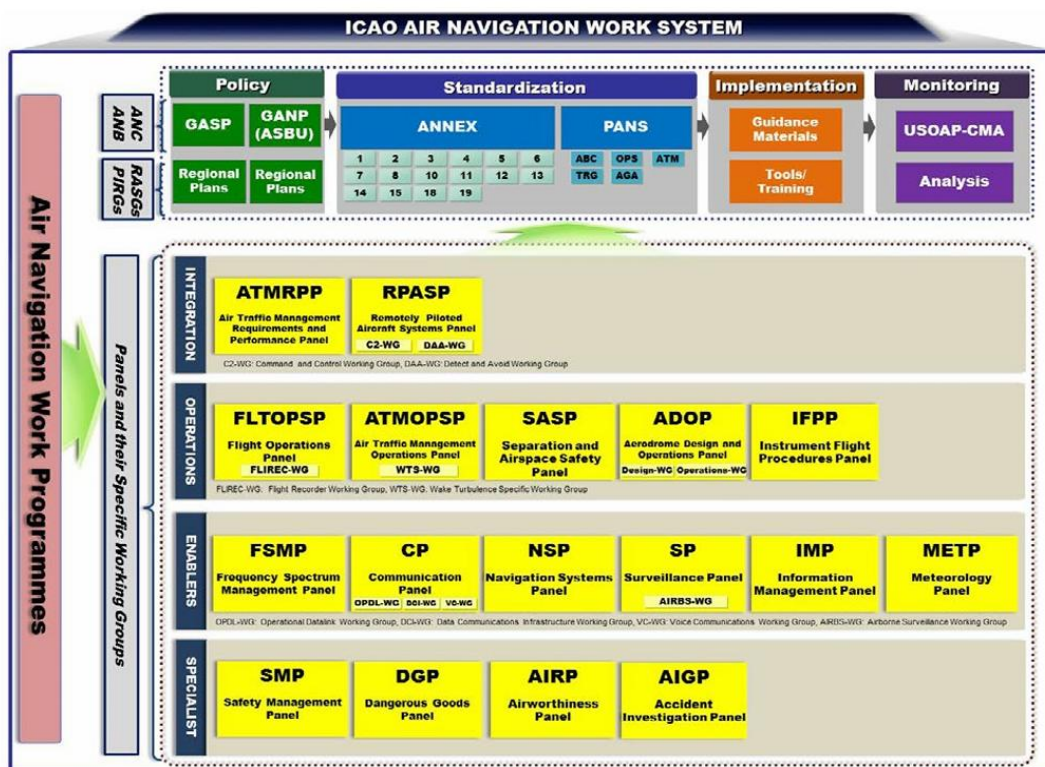 ICAO AIR NAVIGATION WORK SYSTEM
Air Navigation Work Programmes
ANC
ANB
RASGs
PIRGs
Policy
GASP
GANP
(ASBU)
Regional
Plans
Regional
Plans
Standardization
ANNEX
1 2 3 4 5 6
7 8 10 11 12 13
14 15 18 19
PANS
ABC OPS ATM
TRG AGA
Implementation
Guidance
Materials
Tools/
Training
Monitoring
USOAP-CMA
Analysis
Panels and their Specific Working Groups
INTEGRATION
ATMRPP
Air Traffic Management
Requirements and
Performance Panel
RPASP
Remotely Piloted
Aircraft Systems Panel
C2-WG DAA-WG
C2-WG: Command and Control Working Group, DAA-WG: Detect and Avoid Working Group
OPERATIONS
FLTOPSP
Flight Operations
Panel
FLIREC-WG
ATMOPSP
Air Traffic Management
Operations Panel
WTS-WG
SASP
Separation and
Airspace Safety
Panel
ADOP
Aerodrome Design and
Operations Panel
Design-WG Operations-WG
IFPP
Instrument Flight
Procedures Panel
FLIREC-WG: Flight Recorder Working Group, WTS-WG: Wake Turbulence Specific Working Group
ENABLERS
FSMP
Frequency Spectrum
Management Panel
CP
Communication
Panel
OPDL-WG DCI-WG VC-WG
NSP
Navigation Systems
Panel
SP
Surveillance Panel
AIRBS-WG
IMP
Information
Management Panel
METP
Meteorology
Panel
OPDL-WG: Operational Datalink Working Group, DCI-WG: Data Communications Infrastructure Working Group, VC-WG: Voice Communications Working Group, AIRBS-WG: Airborne Surveillance Working Group
SPECIALIST
SMP
Safety Management
Panel
DGP
Dangerous Goods
Panel
AIRP
Airworthiness
Panel
AIGP
Accident
Investigation Panel